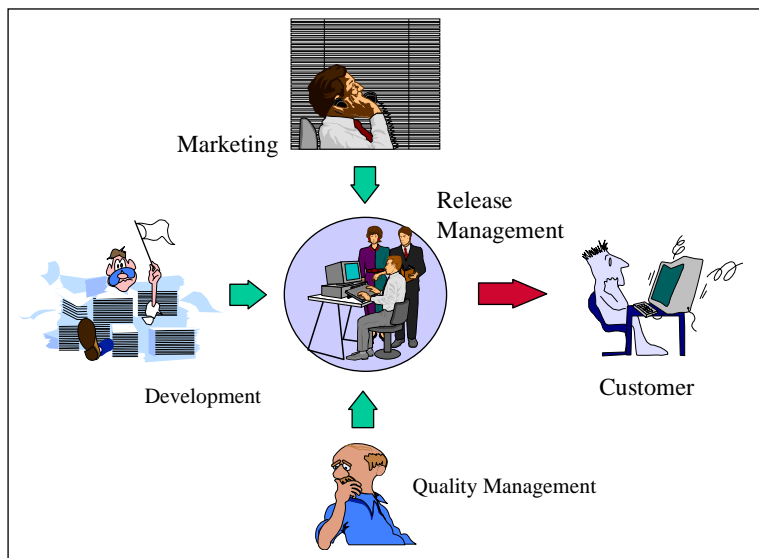 Marketing
Release
Management
Development
Customer
Quality Management